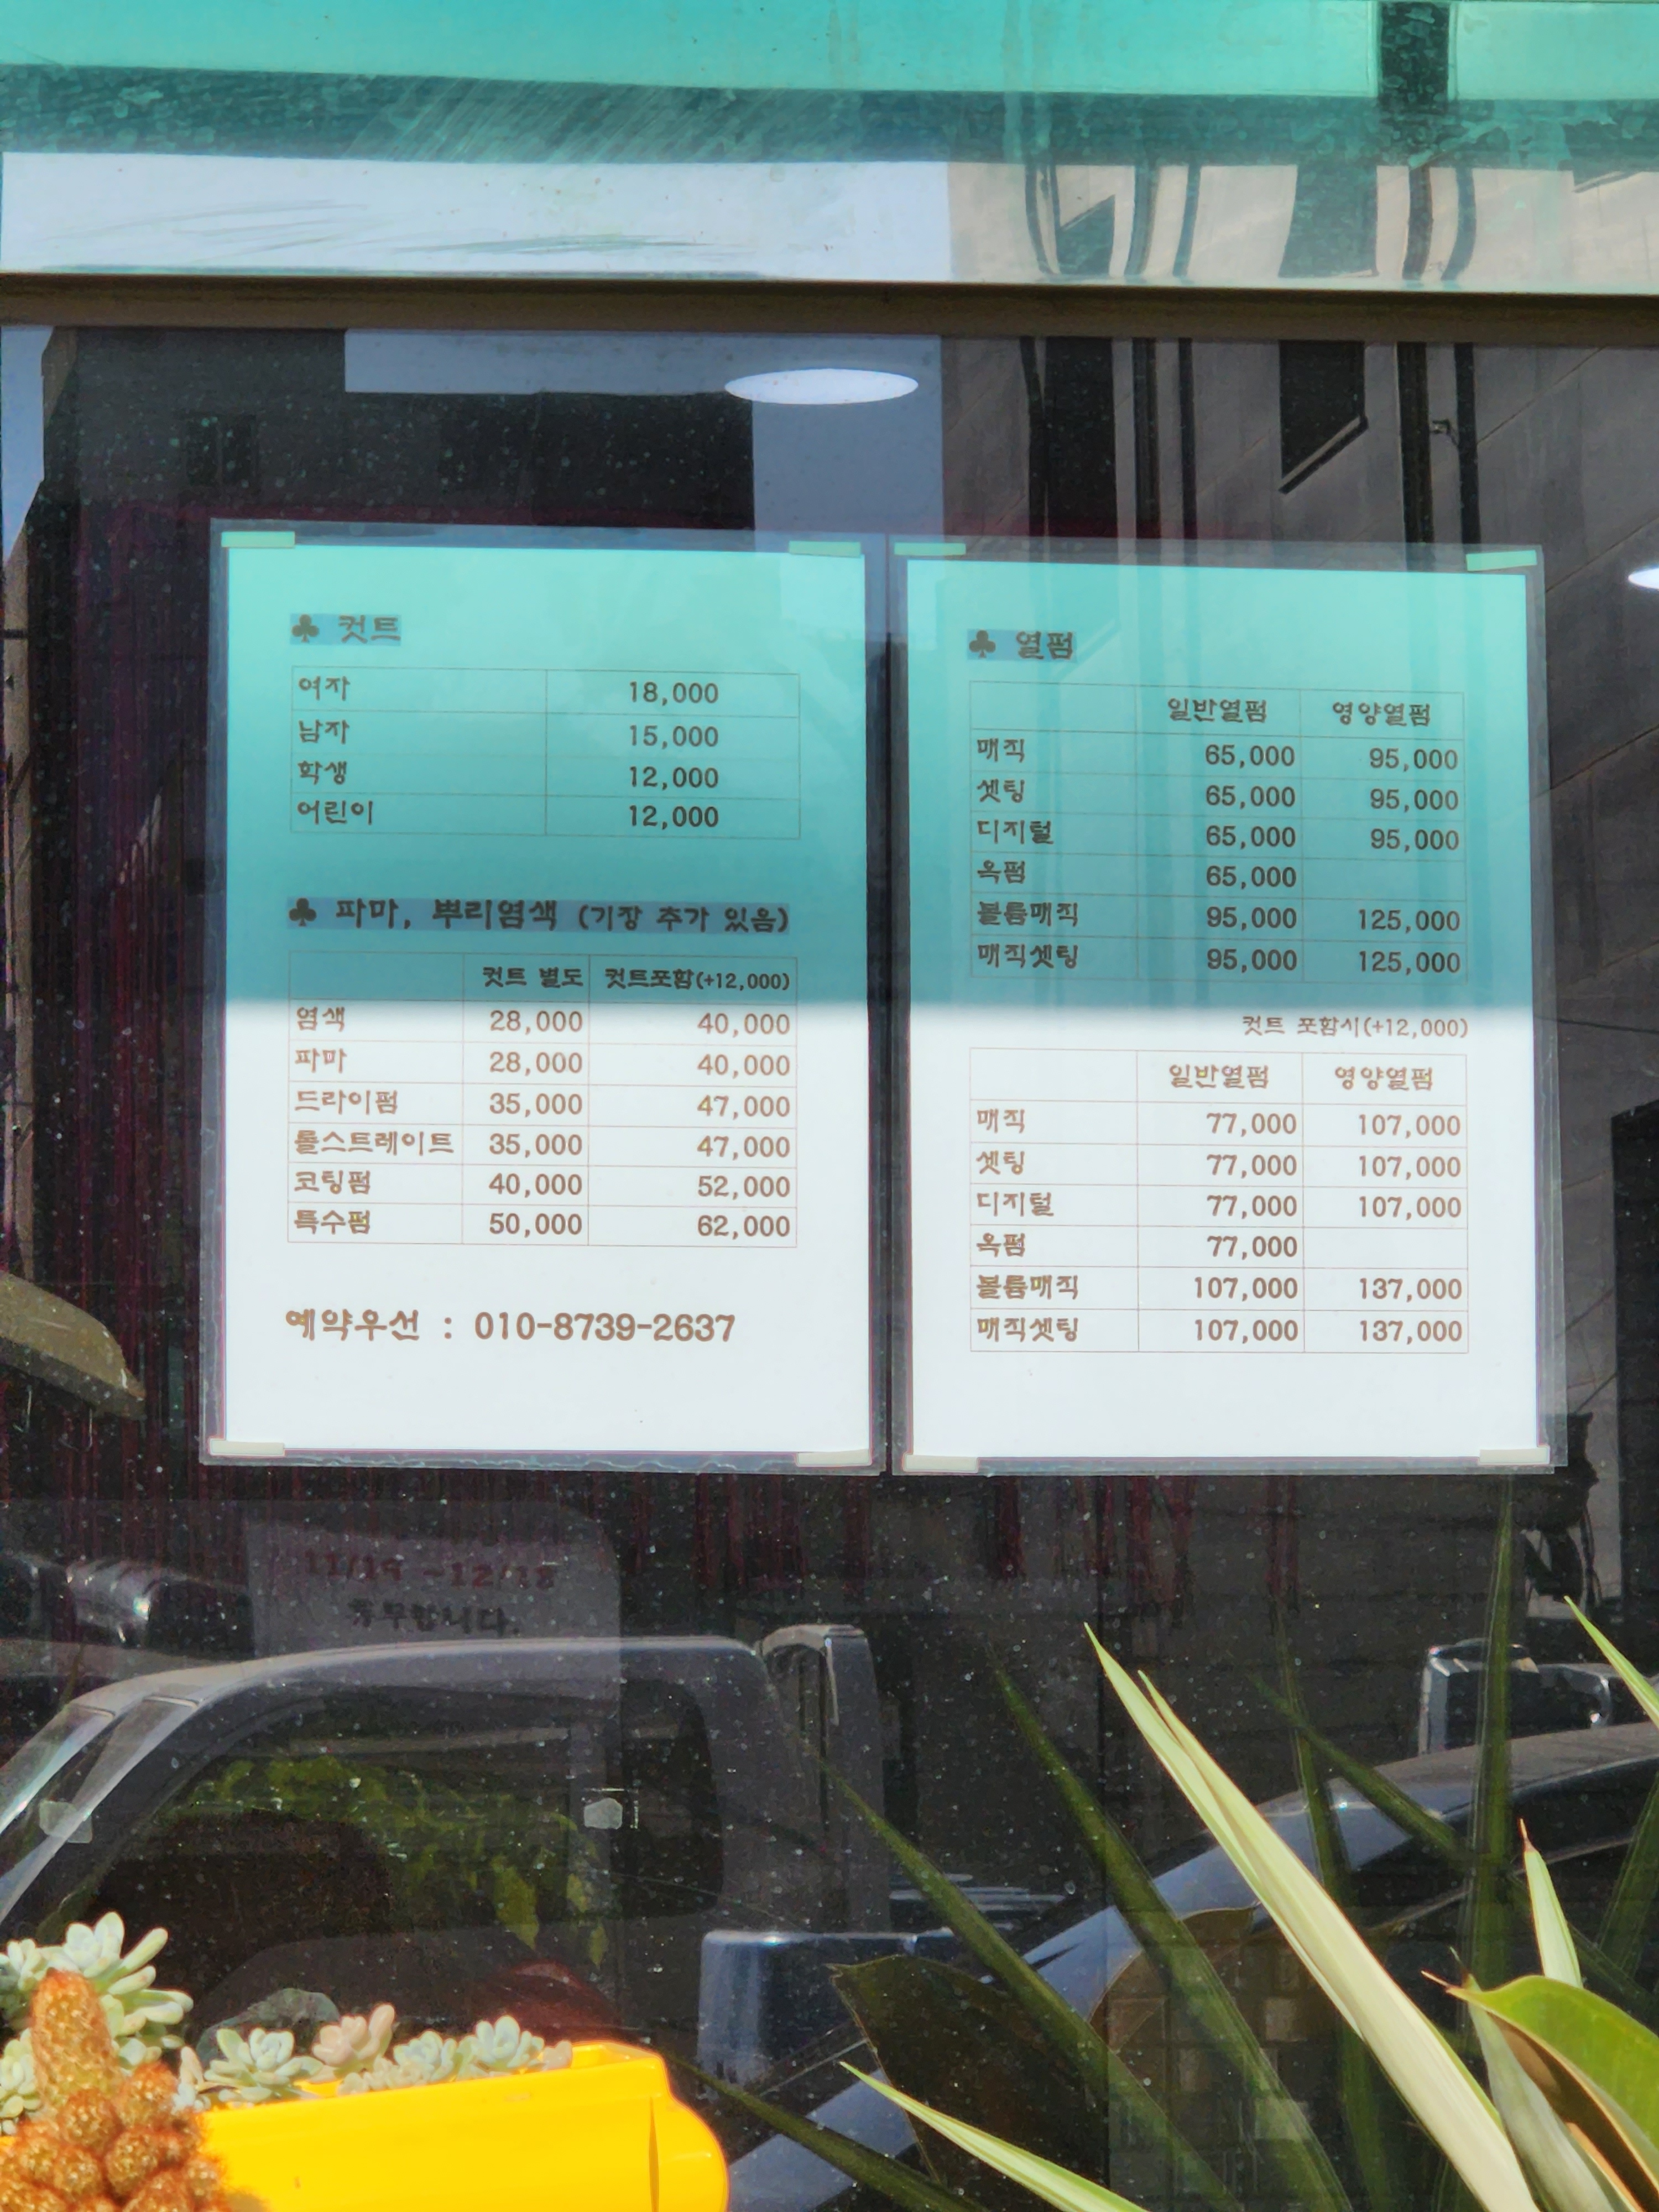 ♣ 컷트
여자 18,000
남자 15,000
학생 12,000
어린이 12,000
♣ 파마, 뿌리염색 (기장 추가 있음)
컷트 별도 컷트포함(+12,000)
염색 28,000 40,000
파마 28,000 40,000
드라이펌 35,000 47,000
롤스트레이트 35,000 47,000
코팅펌 40,000 52,000
특수펌 50,000 62,000
예약우선 : 010-8739-2637
♣ 열펌
일반열펌 영양열펌
매직 65,000 95,000
셋팅 65,000 95,000
디지털 65,000 95,000
옥펌 65,000
볼륨매직 95,000 125,000
매직셋팅 95,000 125,000
컷트 포함시(+12,000)
일반열펌 영양열펌
매직 77,000 107,000
셋팅 77,000 107,000
디지털 77,000 107,000
옥펌 77,000
볼륨매직 107,000 137,000
매직셋팅 107,000 137,000
11/19